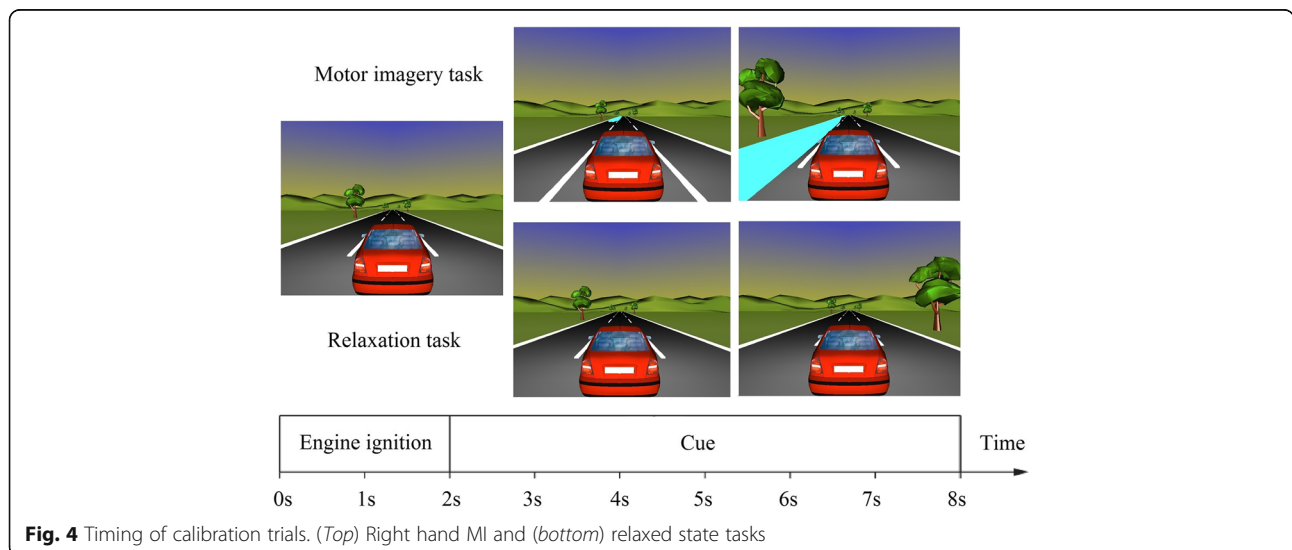 Motor imagery task
Relaxation task
Engine ignition
Cue
Time
0s 1s 2s 3s 4s 5s 6s 7s 8s
Fig. 4 Timing of calibration trials. (Top) Right hand MI and (bottom) relaxed state tasks